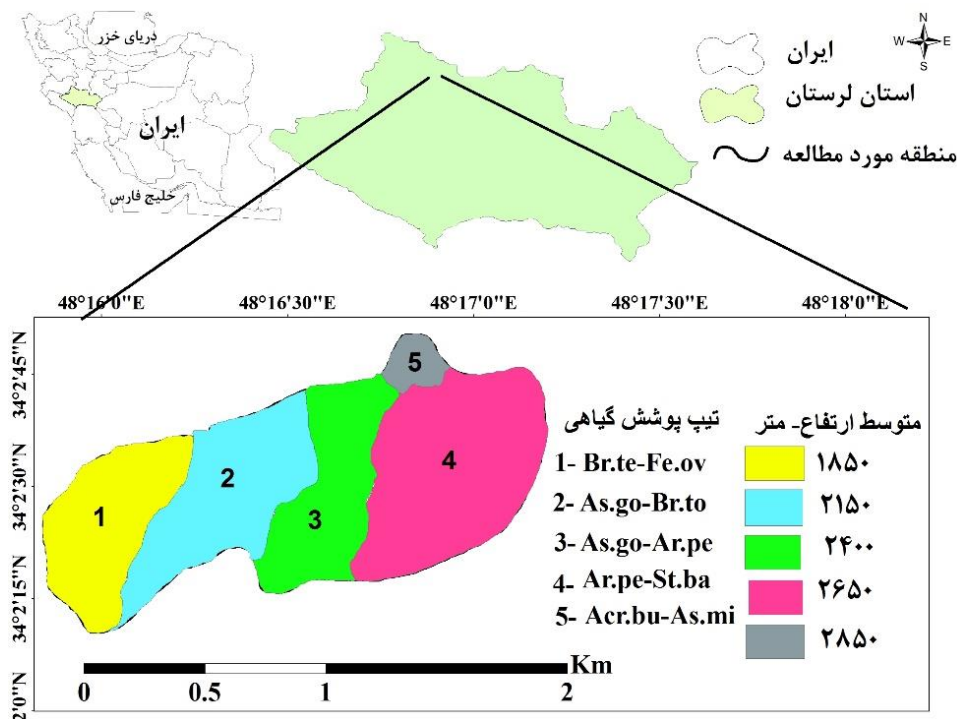 دریای خزر
ایران
خلیج فارس
N
W E
S
ایران
استان لرستان
منطقه مورد مطالعه
48°16'0"E 48°16'30"E 48°17'0"E 48°17'30"E 48°18'0"E
34°2'45"N
34°2'30"N
34°2'15"N
2'0"N
1
2
3
4
5
تیپ پوشش گیاهی
1- Br.te-Fe.ov
2- As.go-Br.to
3- As.go-Ar.pe
4- Ar.pe-St.ba
5- Acr.bu-As.mi
متوسط ارتفاع- متر
۱۸۵۰
۲۱۵۰
۲۴۰۰
۲۶۵۰
۲۸۵۰
Km
0 0.5 1 2